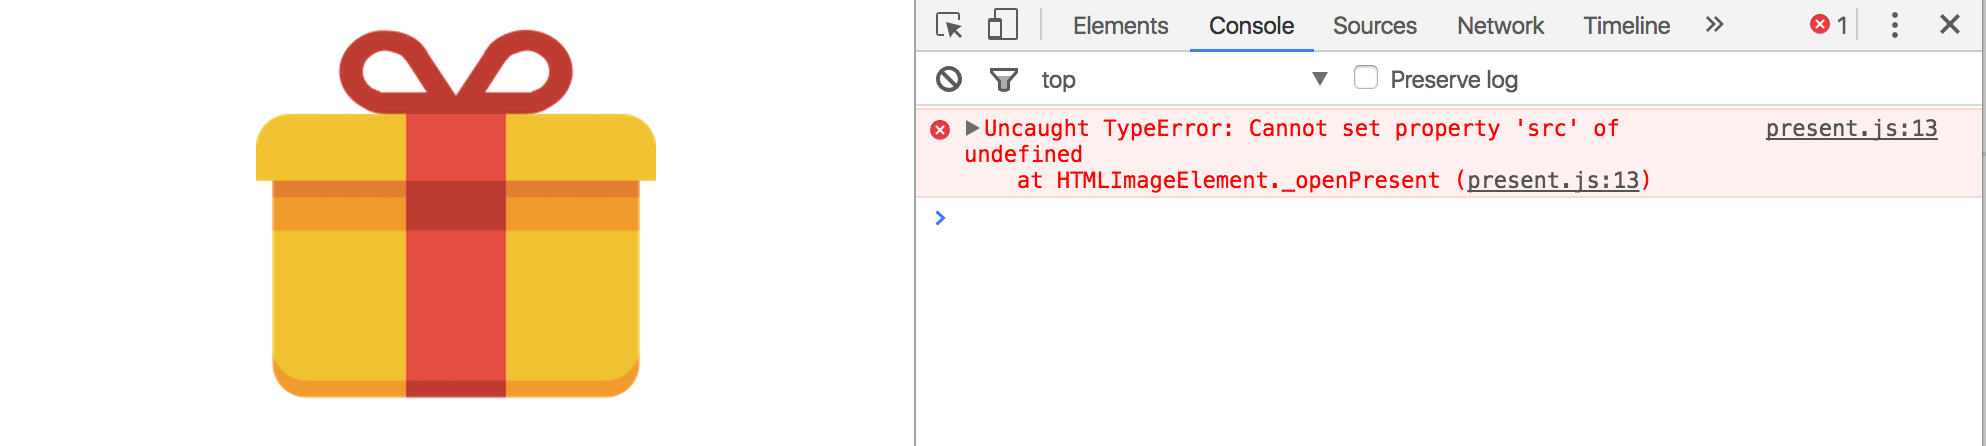 Elements Console Sources Network Timeline » 1
top Preserve log
Uncaught TypeError: Cannot set property 'src' of present.js:13
undefined
at HTMLImageElement._openPresent (present.js:13)